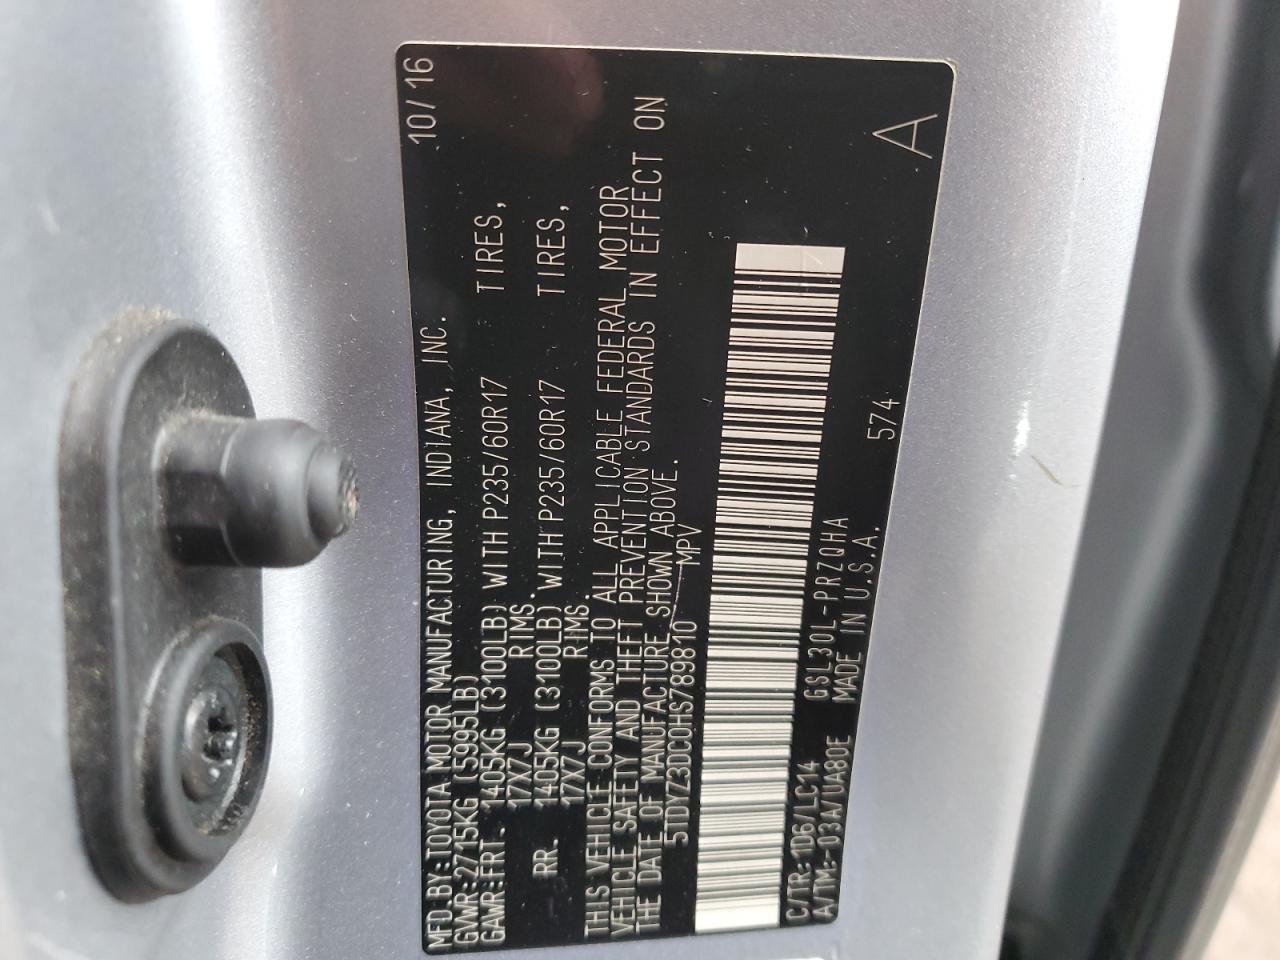 MFD.BY:TOYOTA MOTOR MANUFACTURING, INDIANA, INC. 10/16
GVWR:2715KG (5995LB)
GAWR:FRT. 1405KG (3100LB) WITH P235/60R17 TIRES,
17X7J RIMS.
RR. 1405KG (3100LB) WITH P235/60R17 TIRES,
17X7J RIMS.
THIS VEHICLE CONFORMS TO ALL APPLICABLE FEDERAL MOTOR
VEHICLE SAFETY AND THEFT PREVENTION STANDARDS IN EFFECT ON
THE DATE OF MANUFACTURE SHOWN ABOVE.
5TDYZ3DC0HS789810 MPV
C/TR:1D6/LC14 GSL30L-PRZQHA 574 A
A/TM:-03A/UA80E MADE IN U.S.A.